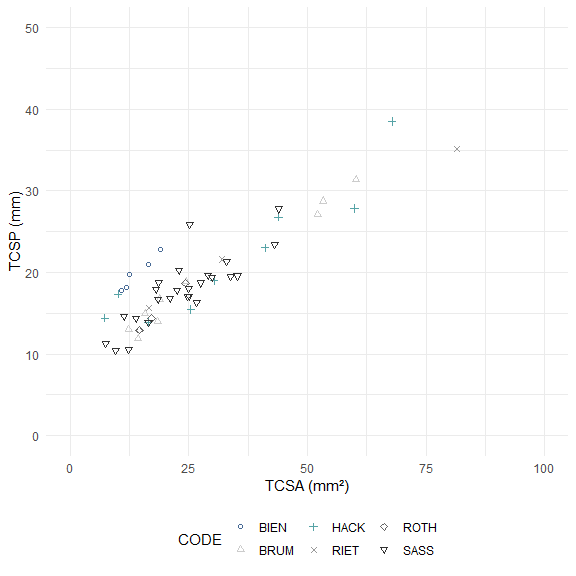 50
40
30
20
10
0
TCSP (mm)
0 25 50 75 100
TCSA (mm²)
CODE
BIEN HACK ROTH
BRUM RIET SASS